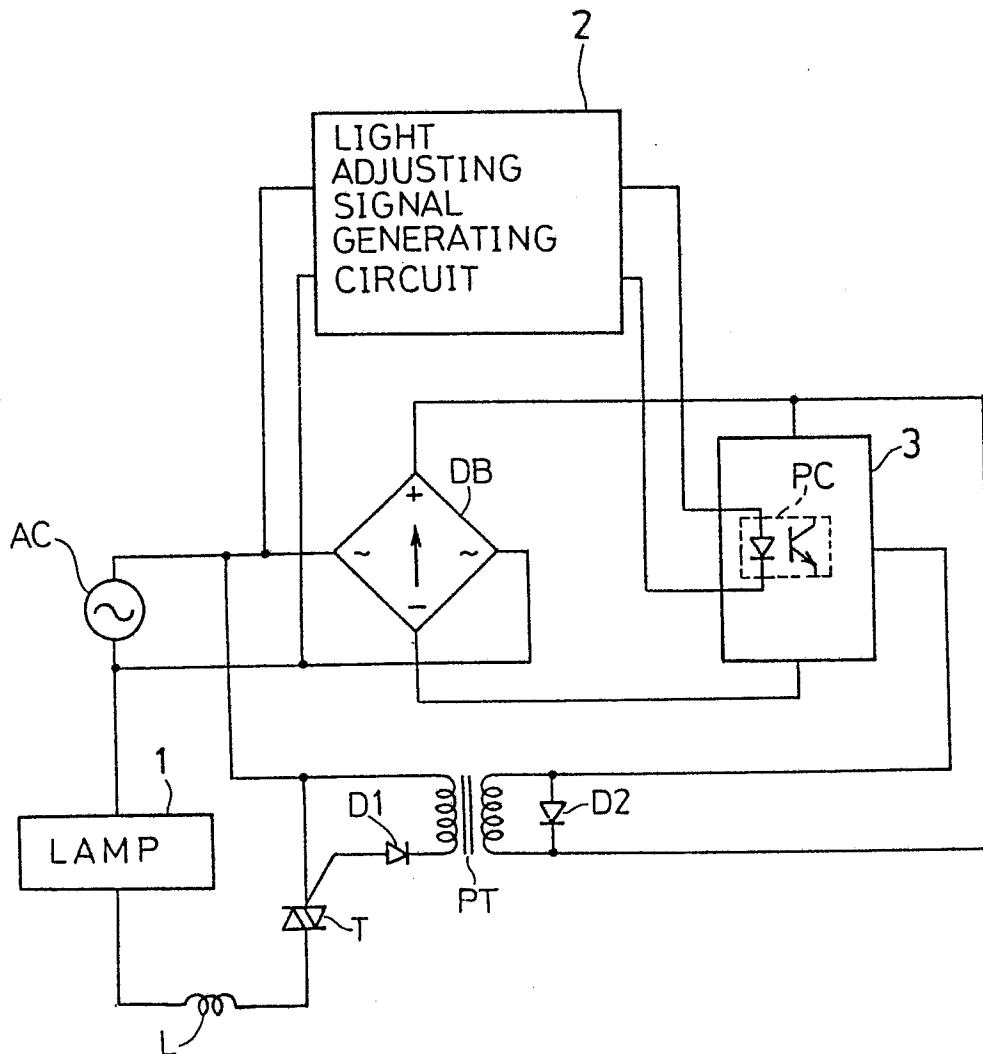 2
LIGHT
ADJUSTING
SIGNAL
GENERATING
CIRCUIT
3
DB
PC
+
~
~
AC
−
1
LAMP
D1
D2
PT
T
L